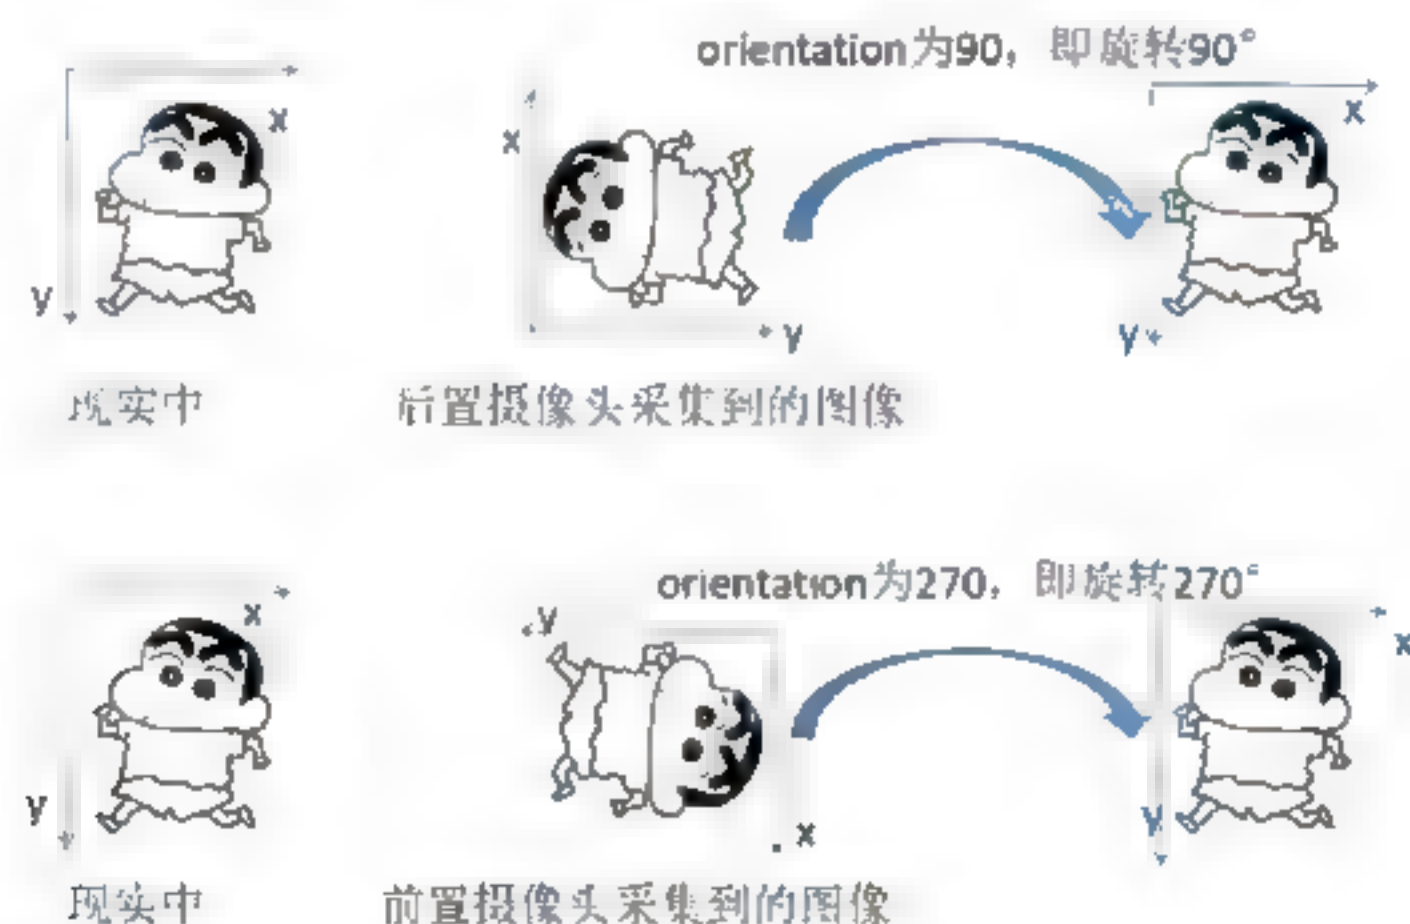 orientation为90，即旋转90°
x
x
x
y
y
y
现实中
后置摄像头采集到的图像
orientation为270，即旋转270°
x
y
x
y
x
y
现实中
前置摄像头采集到的图像